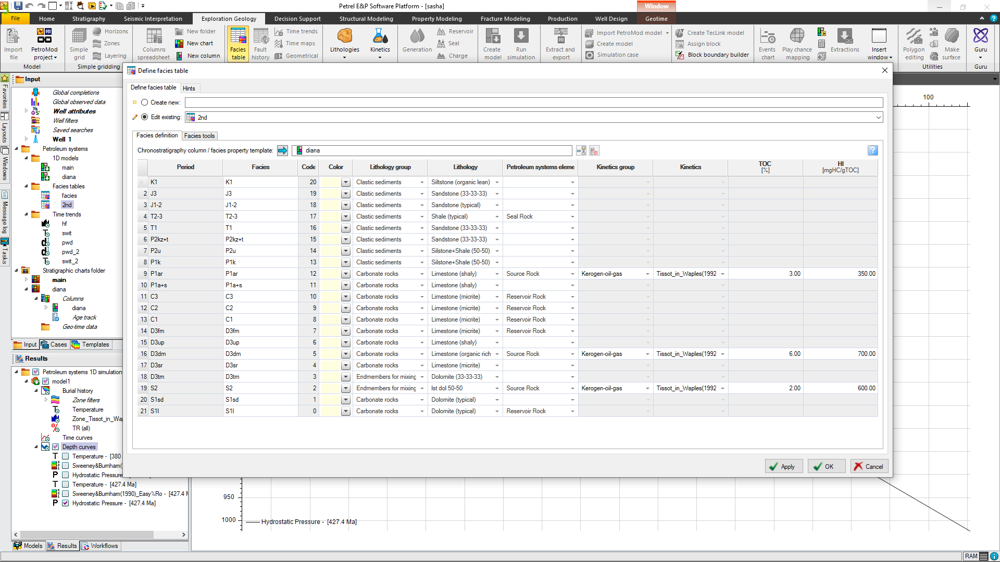 Petrel E&P Software Platform - [sasha]
Window
File Home Stratigraphy Seismic Interpretation Exploration Geology Decision Support Structural Modeling Property Modeling Fracture Modeling Production Well Design Geotime
Import file
PetroMod project
Model
Simple grid
Horizons
Zones
Layering
Simple gridding
Columns spreadsheet
New folder
New chart
New column
Facies table
Fault history
Time trends
Time maps
Geometrical
Lithologies
Kinetics
Generation
Reservoir
Seal
Charge
Create model
Run simulation
Extract and export
Import PetroMod model
Create model
Simulation case
Create TecLink model
Assign block
Block boundary builder
Events chart
Play chance mapping
Extractions
Insert window
Polygon editing
Make surface
Utilities
Guru
Guru
Favorites
Layouts
Windows
Message log
Tasks
Input
Global completions
Global observed data
Well attributes
Well filters
Saved searches
Well 1
Petroleum systems
1D models
main
diana
Facies tables
facies
2nd
Time trends
hf
swit
pwd
pwd_2
swit_2
Stratigraphic charts folder
main
diana
Columns
diana
Age track
Geo-time data
Input Cases Templates
Results
Petroleum systems 1D simulation
model1
Burial history
Zone filters
Temperature
Zone_Tissot_in_Wa
TR (all)
Time curves
Depth curves
Temperature - [380
Sweeney&Burnham(
Hydrostatic Pressure
Temperature - [427.4 Ma]
Sweeney&Burnham(1990)_Easy%Ro - [427.4 M
Hydrostatic Pressure - [427.4 Ma]
Models Results Workflows
Define facies table
Define facies table Hints
Create new:
Edit existing: 2nd
Facies definition Facies tools
Chronostratigraphy column / facies property template: diana
Period Facies Code Color Lithology group Lithology Petroleum systems eleme Kinetics group Kinetics TOC [%] HI [mgHC/gTOC]
K1 K1 20 Clastic sediments Siltstone (organic lean)
2 J3 J3 19 Clastic sediments Sandstone (33-33-33)
3 J1-2 J1-2 18 Clastic sediments Sandstone (typical)
4 T2-3 T2-3 17 Clastic sediments Shale (typical) Seal Rock
5 T1 T1 16 Clastic sediments Sandstone (33-33-33)
6 P2kz+t P2kz+t 15 Clastic sediments Sandstone (33-33-33)
7 P2u P2u 14 Clastic sediments Silstone+Shale (50-50)
8 P1k P1k 13 Clastic sediments Silstone+Shale (50-50)
9 P1ar P1ar 12 Carbonate rocks Limestone (shaly) Source Rock Kerogen-oil-gas Tissot_in_Waples(1992 3.00 350.00
10 P1a+s P1a+s 11 Carbonate rocks Limestone (shaly)
11 C3 C3 10 Carbonate rocks Limestone (micrite) Reservoir Rock
12 C2 C2 9 Carbonate rocks Limestone (micrite) Reservoir Rock
13 C1 C1 8 Carbonate rocks Limestone (micrite) Reservoir Rock
14 D3fm D3fm 7 Carbonate rocks Limestone (micrite) Reservoir Rock
15 D3up D3up 6 Carbonate rocks Limestone (shaly)
16 D3dm D3dm 5 Carbonate rocks Limestone (organic rich Source Rock Kerogen-oil-gas Tissot_in_Waples(1992 6.00 700.00
17 D3sr D3sr 4 Carbonate rocks Limestone (micrite)
18 D3tm D3tm 3 Endmembers for mixing Dolomite (33-33-33)
19 S2 S2 2 Endmembers for mixing lst dol 50-50 Source Rock Kerogen-oil-gas Tissot_in_Waples(1992 2.00 600.00
20 S1sd S1sd 1 Carbonate rocks Dolomite (typical)
21 S1l S1l 0 Carbonate rocks Dolomite (typical) Reservoir Rock
Apply OK Cancel
100
950
1000
Hydrostatic Pressure - [427.4 Ma]
RAM